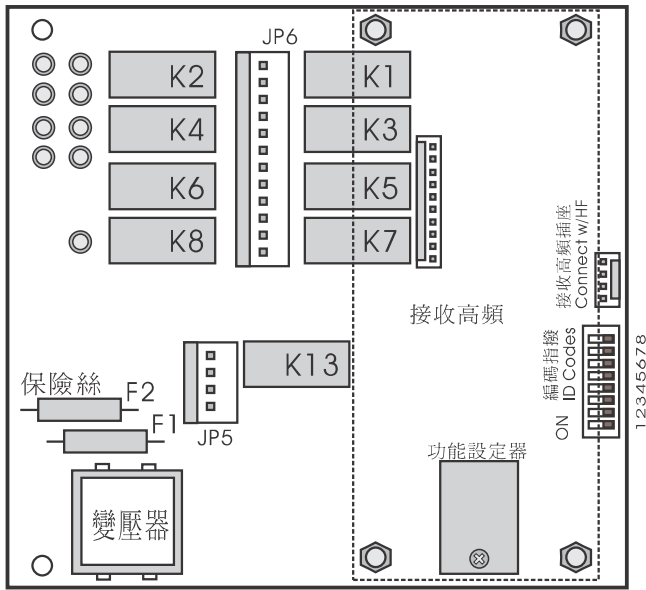 JP6
K2
K1
K4
K3
K6
K5
K8
K7
接收高頻插座
Connect w/HF
接收高頻
編碼指撥
ID Codes
ON
12345678
K13
JP5
保險絲
F2
F1
變壓器
功能設定器